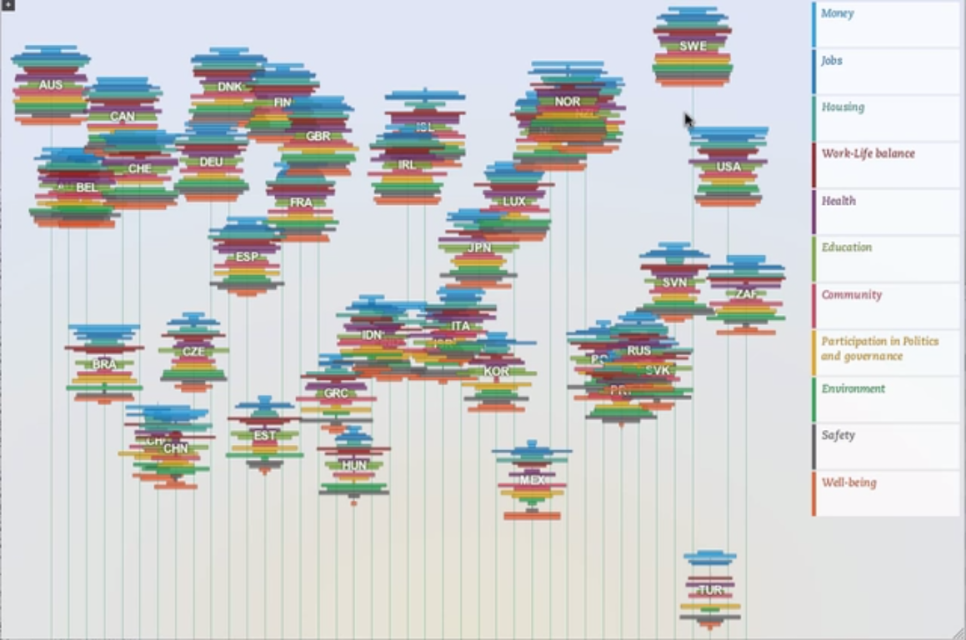 SWE
Money
AUS
DNK
FIN
NOR
Jobs
CAN
GBR
Housing
CHE
DEU
IRL
USA
Work-Life balance
BEL
FRA
LUX
Health
ESP
JPN
Education
SVN
ZAF
Community
IDN
ITA
BRA
CZE
RUS
Participation in Politics
and governance
KOR
SVK
GRC
Environment
CHN
EST
Safety
HUN
MEX
Well-being
TUR